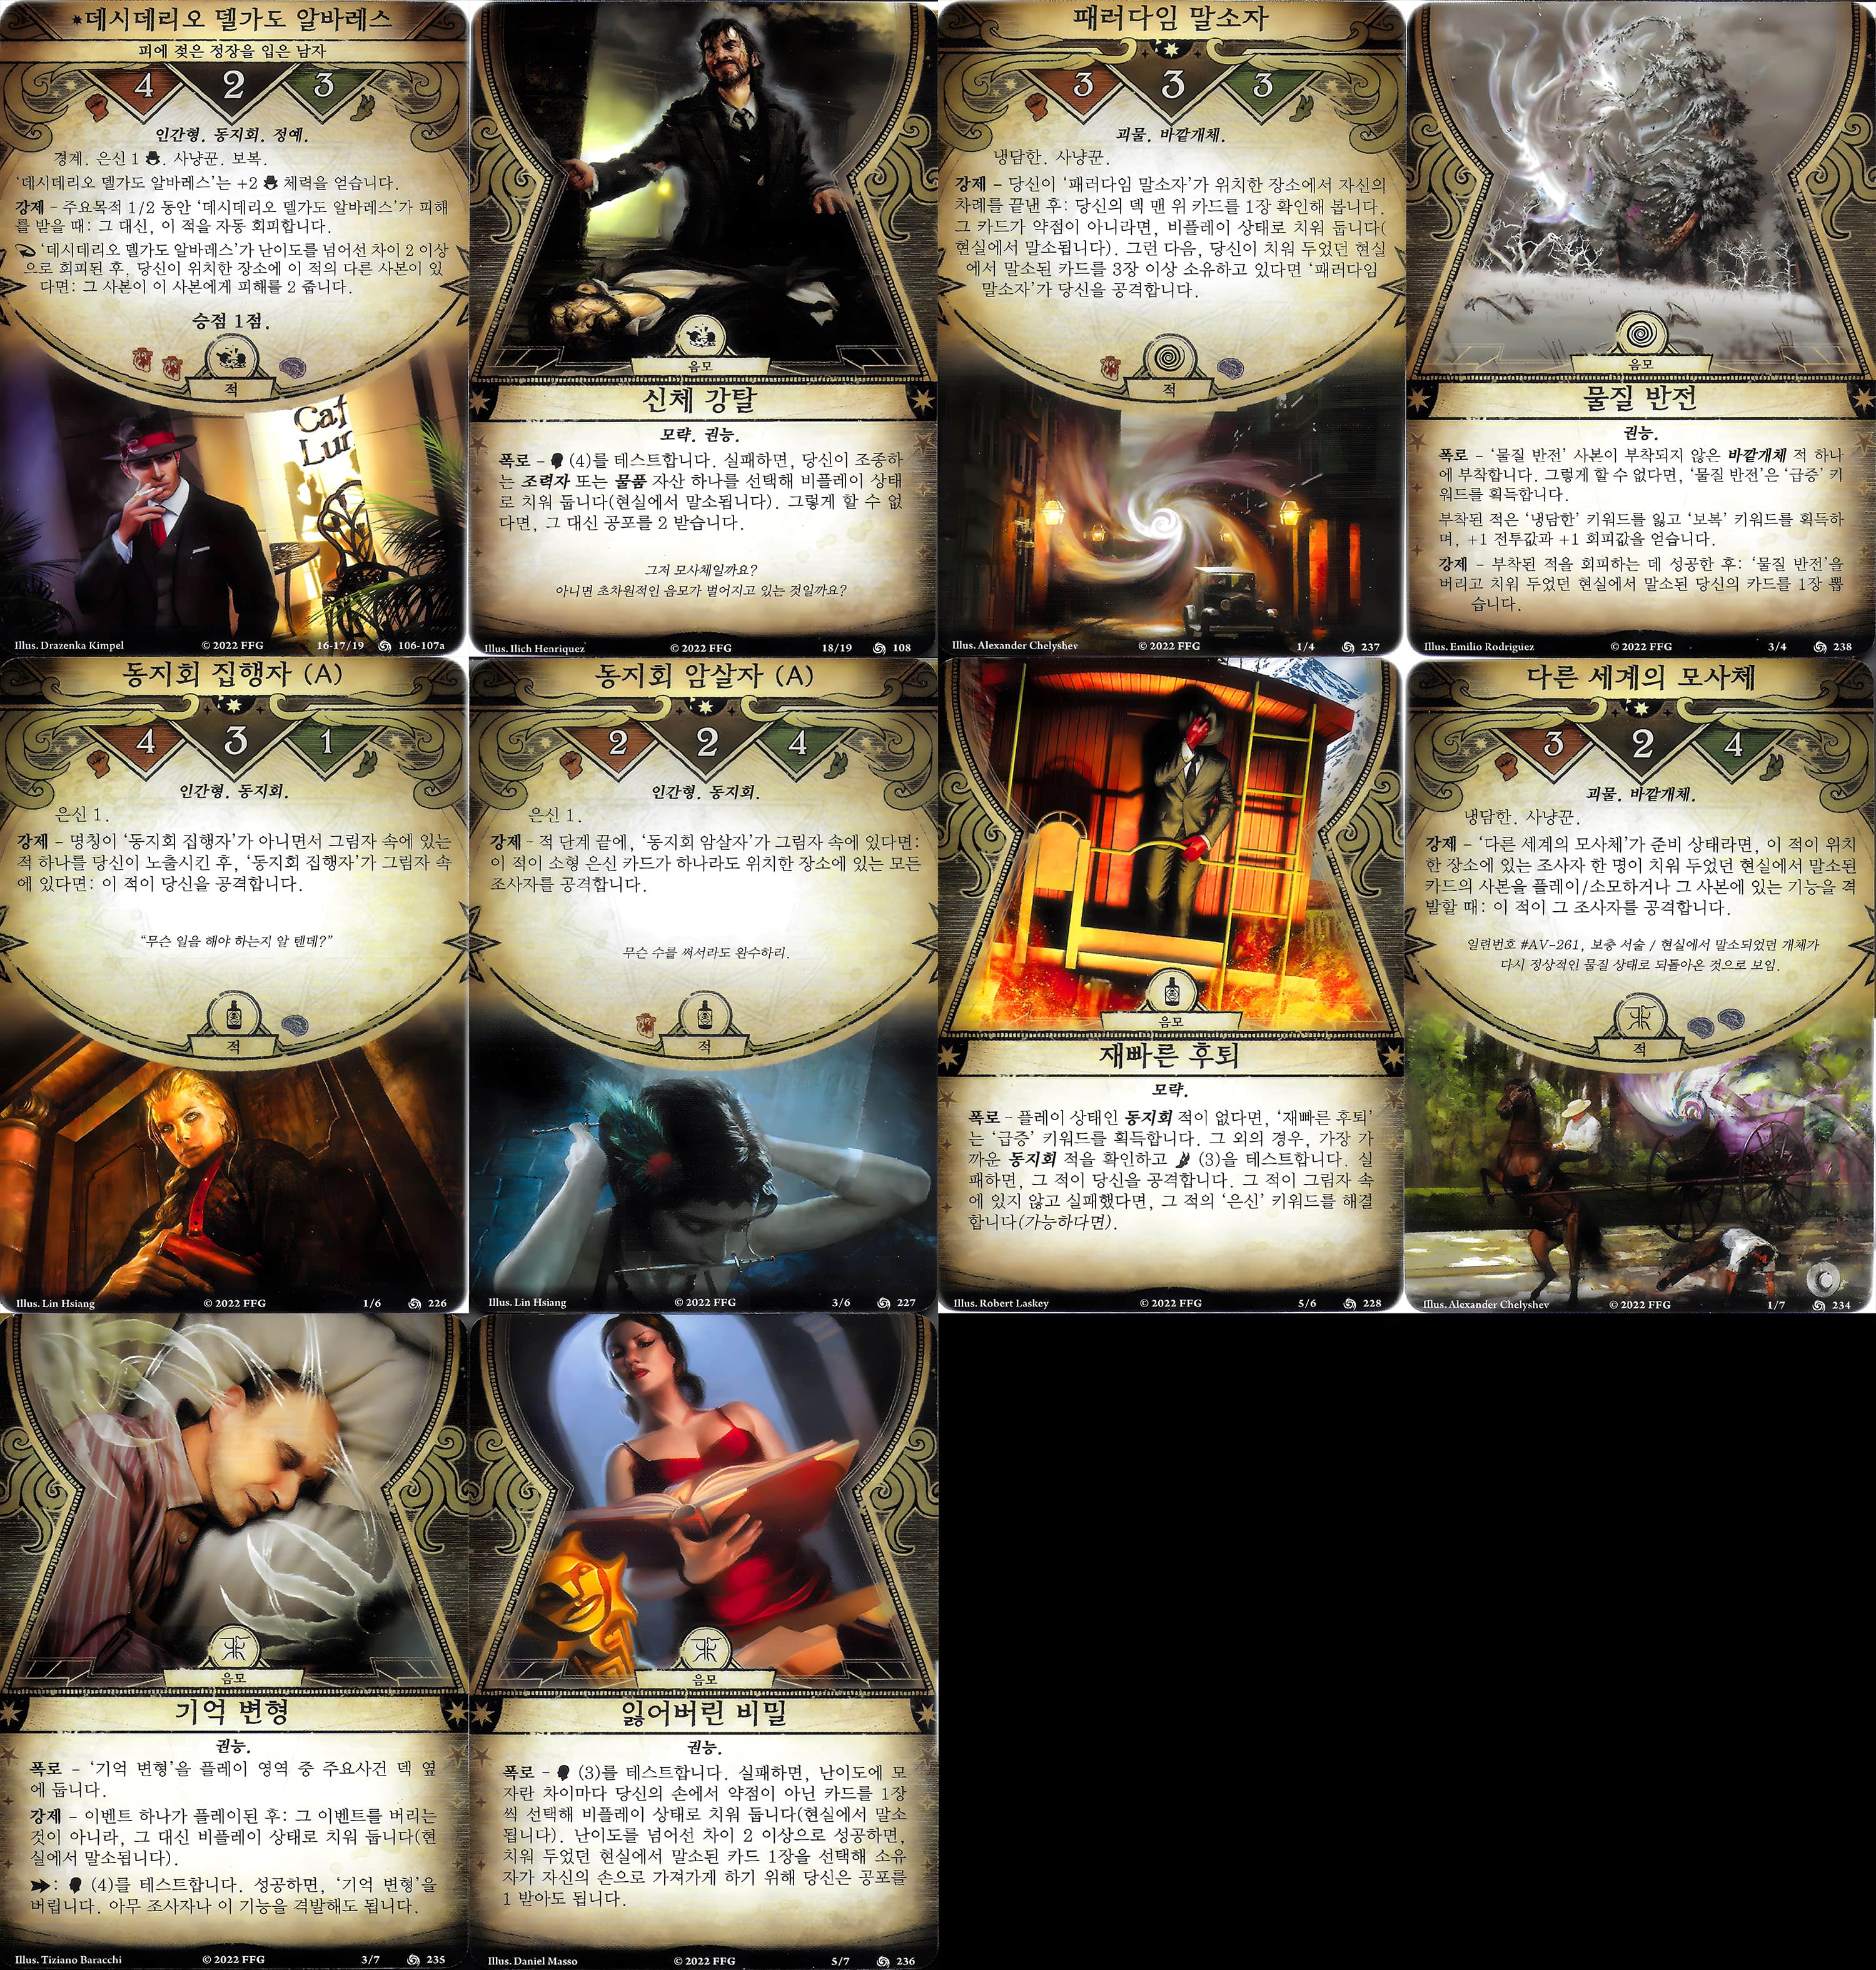 데시데리오 델가도 알바레스
피에 젖은 정장을 입은 남자
4 2 3
인간형. 동지회. 정예.
경계. 은신 1 . 사냥꾼. 보복.
‘데시데리오 델가도 알바레스’는 +2 체력을 얻습니다.
강제 – 주요목적 1/2 동안 ‘데시데리오 델가도 알바레스’가 피해
를 받을 때: 그 대신, 이 적을 자동 회피합니다.
‘데시데리오 델가도 알바레스’가 난이도를 넘어선 차이 2 이상
으로 회피된 후, 당신이 위치한 장소에 이 적의 다른 사본이 있
다면: 그 사본이 이 사본에게 피해를 2 줍니다.
승점 1점.
적
Caf
Lun
Illus. Drazenka Kimpel © 2022 FFG 16-17/19 106-107a
음모
신체 강탈
모략. 권능.
폭로 – (4)를 테스트합니다. 실패하면, 당신이 조종하
는 조력자 또는 물품 자산 하나를 선택해 비플레이 상태
로 치워 둡니다(현실에서 말소됩니다). 그렇게 할 수 없
다면, 그 대신 공포를 2 받습니다.
그저 모사체일까요?
아니면 초차원적인 음모가 벌어지고 있는 것일까요?
Illus. Ilich Henriquez © 2022 FFG 18/19 108
패러다임 말소자
3 3 3
괴물. 바깥개체.
냉담한. 사냥꾼.
강제 – 당신이 ‘패러다임 말소자’가 위치한 장소에서 자신의
차례를 끝낸 후: 당신의 덱 맨 위 카드를 1장 확인해 봅니다.
그 카드가 약점이 아니라면, 비플레이 상태로 치워 둡니다(
현실에서 말소됩니다). 그런 다음, 당신이 치워 두었던 현실
에서 말소된 카드를 3장 이상 소유하고 있다면 ‘패러다임
말소자’가 당신을 공격합니다.
적
Illus. Alexander Chelyshev © 2022 FFG 1/4 237
음모
물질 반전
권능.
폭로 – ‘물질 반전’ 사본이 부착되지 않은 바깥개체 적 하나
에 부착합니다. 그렇게 할 수 없다면, ‘물질 반전’은 ‘급증’ 키
워드를 획득합니다.
부착된 적은 ‘냉담한’ 키워드를 잃고 ‘보복’ 키워드를 획득하
며, +1 전투값과 +1 회피값을 얻습니다.
강제 – 부착된 적을 회피하는 데 성공한 후: ‘물질 반전’을
버리고 치워 두었던 현실에서 말소된 당신의 카드를 1장 뽑
습니다.
Illus. Emilio Rodriguez © 2022 FFG 3/4 238
동지회 집행자 (A)
4 3 1
인간형. 동지회.
은신 1.
강제 – 명칭이 ‘동지회 집행자’가 아니면서 그림자 속에 있는
적 하나를 당신이 노출시킨 후, ‘동지회 집행자’가 그림자 속
에 있다면: 이 적이 당신을 공격합니다.
“무슨 일을 해야 하는지 알 텐데?”
적
Illus. Lin Hsiang © 2022 FFG 1/6 226
동지회 암살자 (A)
2 2 4
인간형. 동지회.
은신 1.
강제 – 적 단계 끝에, ‘동지회 암살자’가 그림자 속에 있다면:
이 적이 소형 은신 카드가 하나라도 위치한 장소에 있는 모든
조사자를 공격합니다.
무슨 수를 써서라도 완수하리.
적
Illus. Lin Hsiang © 2022 FFG 3/6 227
음모
재빠른 후퇴
모략.
폭로 – 플레이 상태인 동지회 적이 없다면, ‘재빠른 후퇴’
는 ‘급증’ 키워드를 획득합니다. 그 외의 경우, 가장 가
까운 동지회 적을 확인하고 (3)을 테스트합니다. 실
패하면, 그 적이 당신을 공격합니다. 그 적이 그림자 속
에 있지 않고 실패했다면, 그 적의 ‘은신’ 키워드를 해결
합니다(가능하다면).
Illus. Robert Laskey © 2022 FFG 5/6 228
다른 세계의 모사체
3 2 4
괴물. 바깥개체.
냉담한. 사냥꾼.
강제 – ‘다른 세계의 모사체’가 준비 상태라면, 이 적이 위치
한 장소에 있는 조사자 한 명이 치워 두었던 현실에서 말소된
카드의 사본을 플레이/소모하거나 그 사본에 있는 기능을 격
발할 때: 이 적이 그 조사자를 공격합니다.
일련번호 #AV-261, 보충 서술 / 현실에서 말소되었던 개체가
다시 정상적인 물질 상태로 되돌아온 것으로 보임.
적
Illus. Alexander Chelyshev © 2022 FFG 1/7 234
음모
기억 변형
권능.
폭로 – ‘기억 변형’을 플레이 영역 중 주요사건 덱 옆
에 둡니다.
강제 – 이벤트 하나가 플레이된 후: 그 이벤트를 버리는
것이 아니라, 그 대신 비플레이 상태로 치워 둡니다(현
실에서 말소됩니다).
: (4)를 테스트합니다. 성공하면, ‘기억 변형’을
버립니다. 아무 조사자나 이 기능을 격발해도 됩니다.
Illus. Tiziano Baracchi © 2022 FFG 3/7 235
음모
잃어버린 비밀
권능.
폭로 – (3)를 테스트합니다. 실패하면, 난이도에 모
자란 차이마다 당신의 손에서 약점이 아닌 카드를 1장
씩 선택해 비플레이 상태로 치워 둡니다(현실에서 말소
됩니다). 난이도를 넘어선 차이 2 이상으로 성공하면,
치워 두었던 현실에서 말소된 카드 1장을 선택해 소유
자가 자신의 손으로 가져가게 하기 위해 당신은 공포를
1 받아도 됩니다.
Illus. Daniel Masso © 2022 FFG 5/7 236